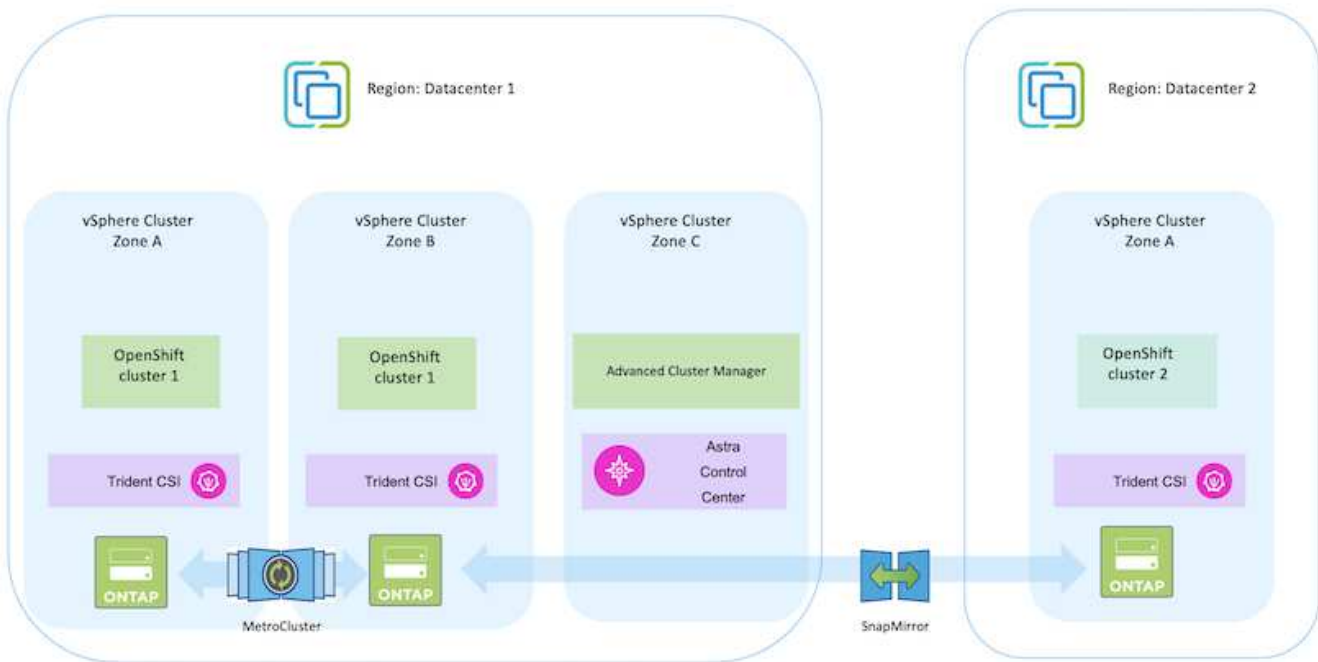 Region: Datacenter 1
Region: Datacenter 2
vSphere Cluster
Zone A
vSphere Cluster
Zone B
vSphere Cluster
Zone C
vSphere Cluster
Zone A
OpenShift
cluster 1
OpenShift
cluster 1
Advanced Cluster Manager
OpenShift
cluster 2
Trident CSI
Trident CSI
Astra
Control
Center
Trident CSI
ONTAP
MetroCluster
ONTAP
SnapMirror
ONTAP